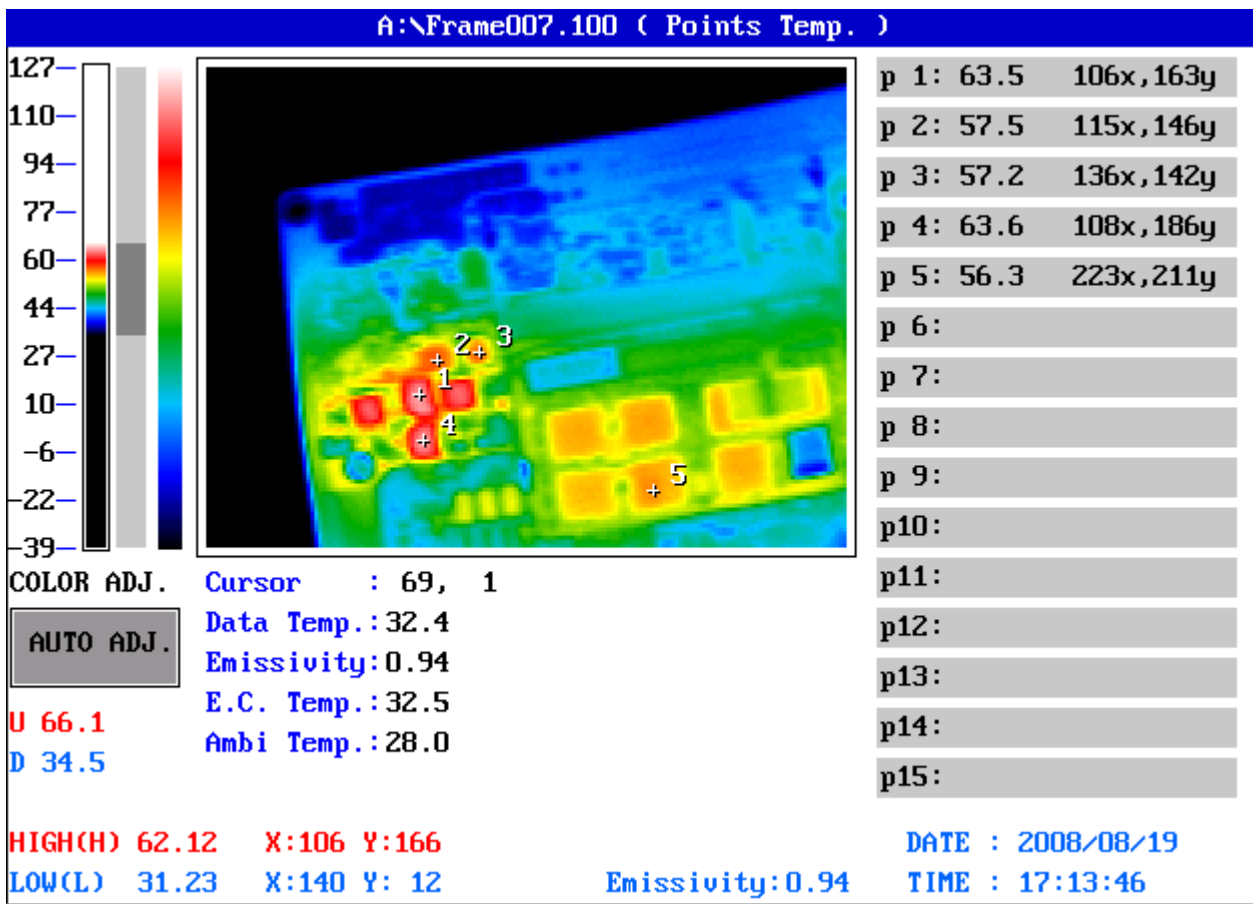 A:\Frame007.100 ( Points Temp. )
127
110
94
77
60
44
27
10
-6
-22
-39
1
2
3
4
5
p 1: 63.5 106x,163y
p 2: 57.5 115x,146y
p 3: 57.2 136x,142y
p 4: 63.6 108x,186y
p 5: 56.3 223x,211y
p 6:
p 7:
p 8:
p 9:
p10:
p11:
p12:
p13:
p14:
p15:
COLOR ADJ.
AUTO ADJ.
U 66.1
D 34.5
Cursor : 69, 1
Data Temp.:32.4
Emissivity:0.94
E.C. Temp.:32.5
Ambi Temp.:28.0
HIGH(H) 62.12 X:106 Y:166
LOW(L) 31.23 X:140 Y: 12
Emissivity:0.94
DATE : 2008/08/19
TIME : 17:13:46